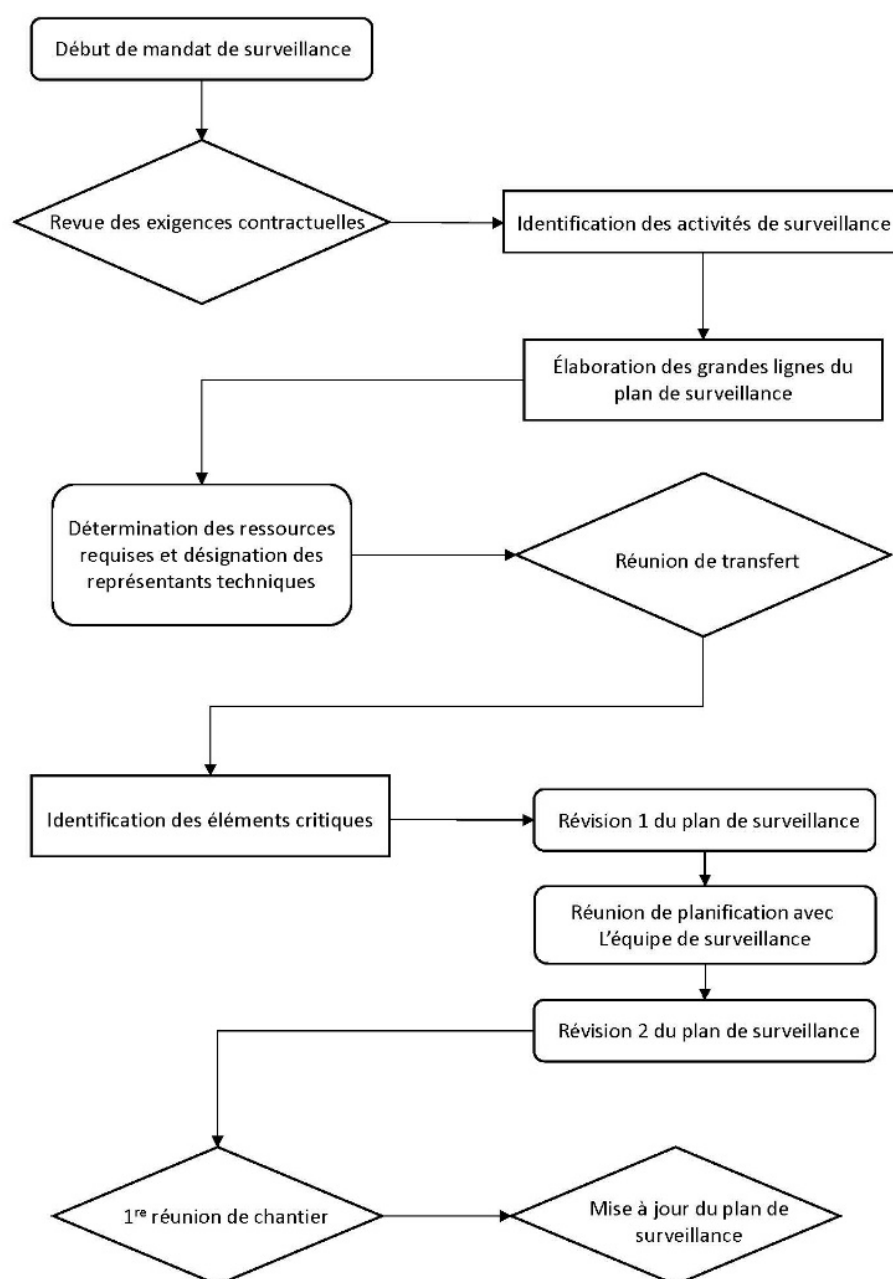 Début de mandat de surveillance
Revue des exigences contractuelles
Identification des activités de surveillance
Élaboration des grandes lignes du
plan de surveillance
Détermination des ressources
requises et désignation des
représentants techniques
Réunion de transfert
Identification des éléments critiques
Révision 1 du plan de surveillance
Réunion de planification avec
L'équipe de surveillance
Révision 2 du plan de surveillance
1re réunion de chantier
Mise à jour du plan de
surveillance